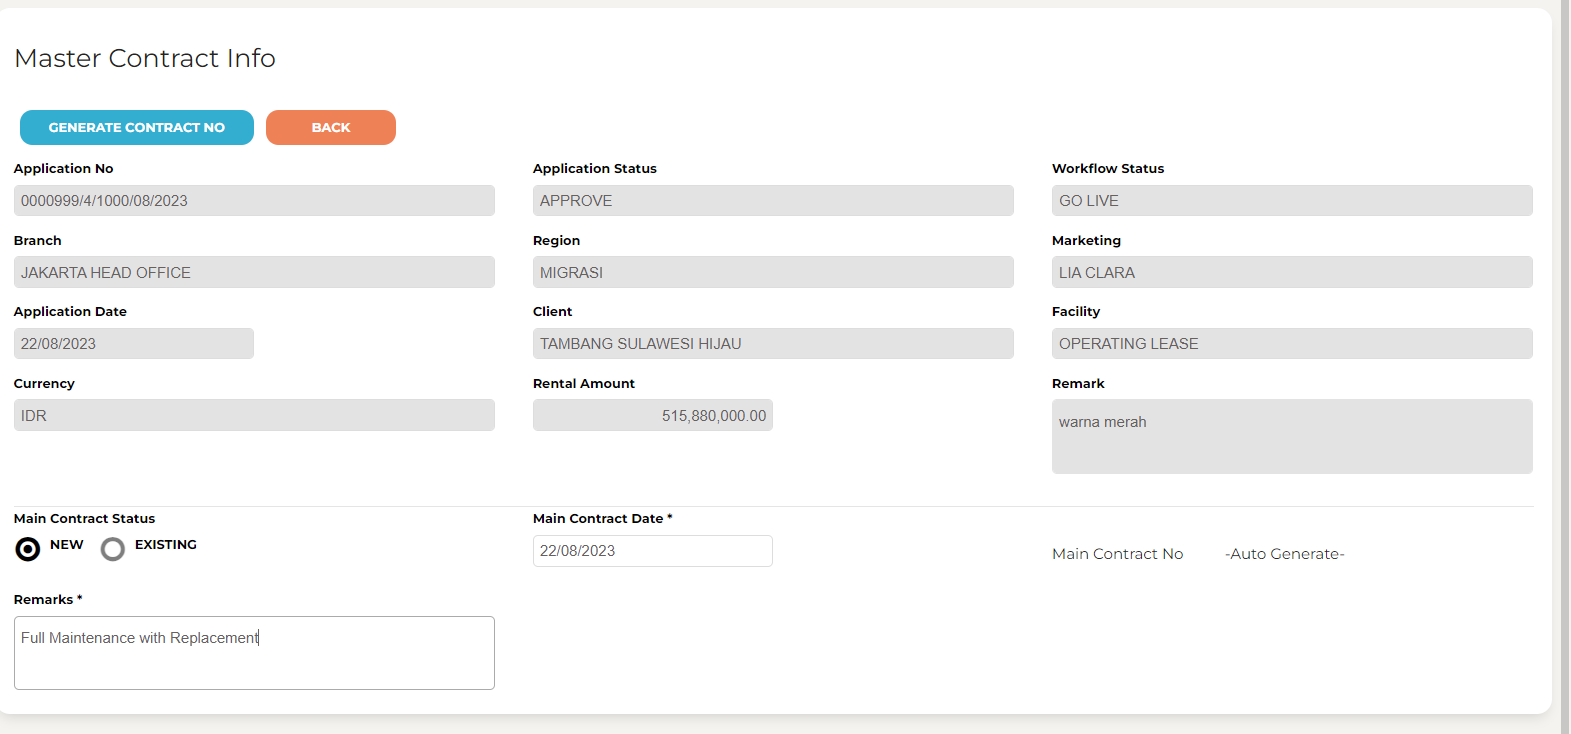 Master Contract Info
GENERATE CONTRACT NO BACK
Application No Application Status Workflow Status
0000999/4/1000/08/2023 APPROVE GO LIVE
Branch Region Marketing
JAKARTA HEAD OFFICE MIGRASI LIA CLARA
Application Date Client Facility
22/08/2023 TAMBANG SULAWESI HIJAU OPERATING LEASE
Currency Rental Amount Remark
IDR 515,880,000.00 warna merah
Main Contract Status Main Contract Date *
NEW EXISTING 22/08/2023 Main Contract No -Auto Generate-
Remarks *
Full Maintenance with Replacement